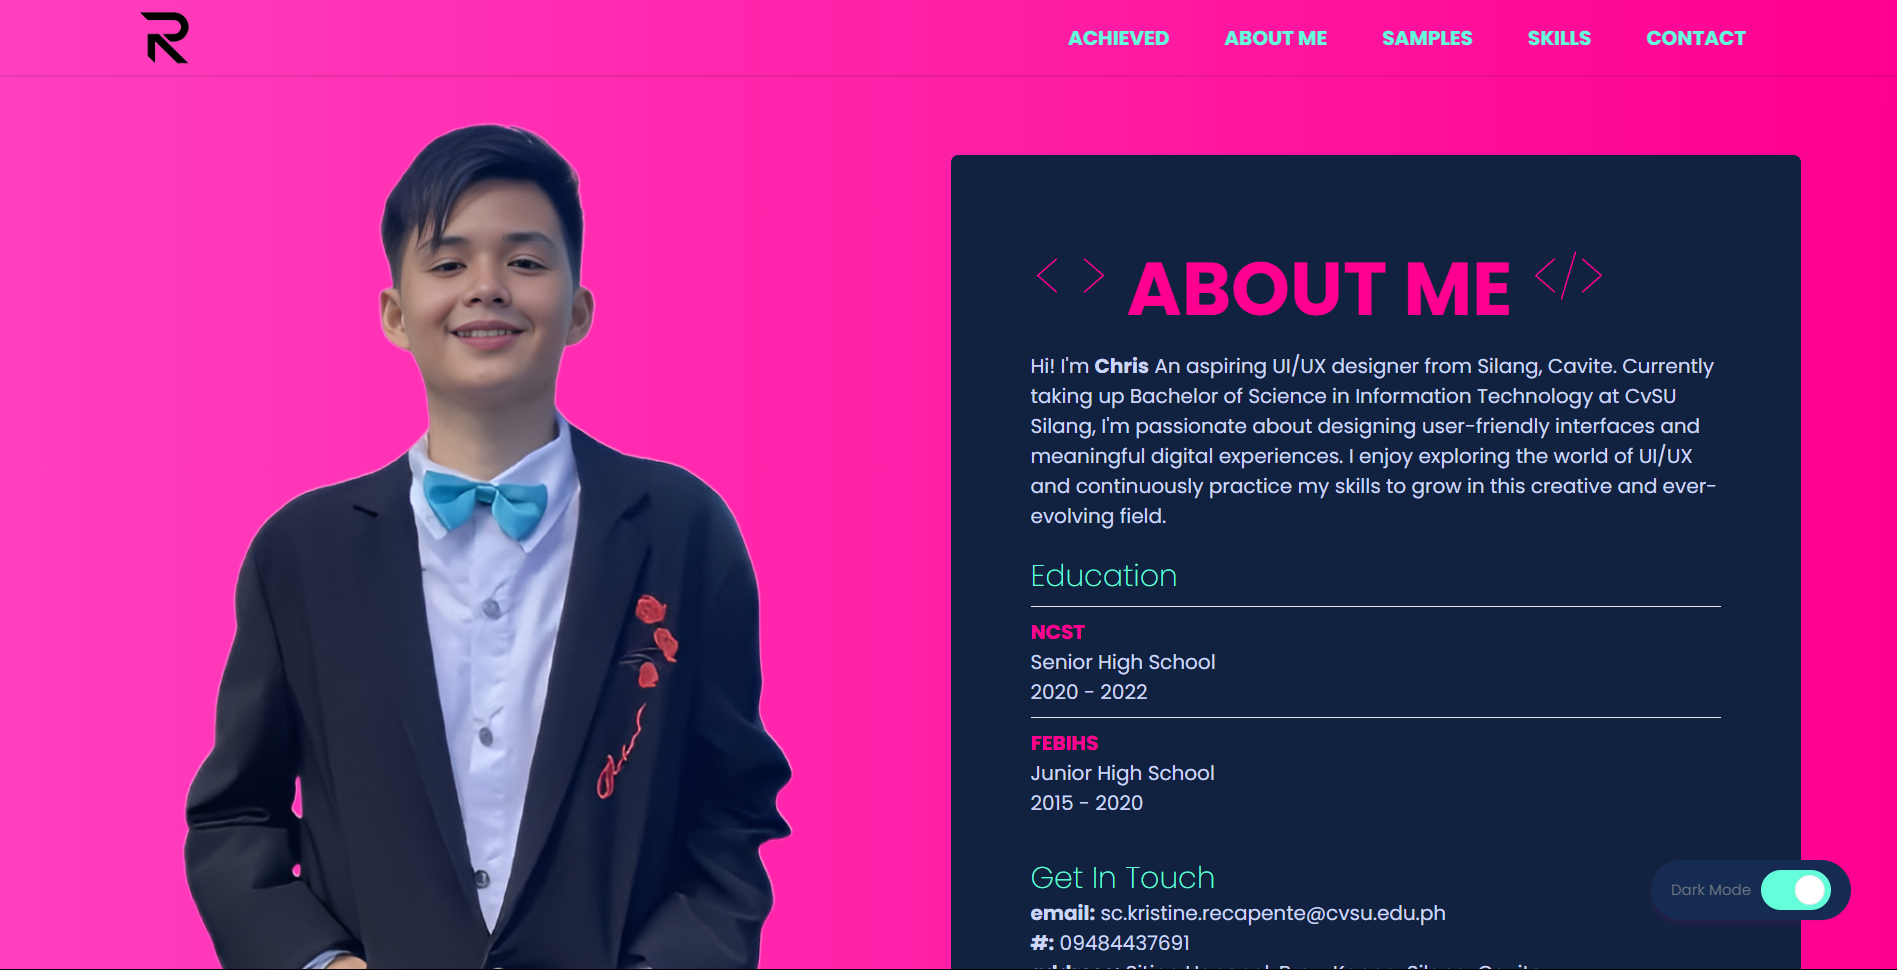 R
ACHIEVED ABOUT ME SAMPLES SKILLS CONTACT
< > ABOUT ME </>
Hi! I'm Chris An aspiring UI/UX designer from Silang, Cavite. Currently
taking up Bachelor of Science in Information Technology at CvSU
Silang, I'm passionate about designing user-friendly interfaces and
meaningful digital experiences. I enjoy exploring the world of UI/UX
and continuously practice my skills to grow in this creative and ever-
evolving field.
Education
NCST
Senior High School
2020 - 2022
FEBIHS
Junior High School
2015 - 2020
Get In Touch
email: sc.kristine.recapente@cvsu.edu.ph
#: 09484437691
Dark Mode